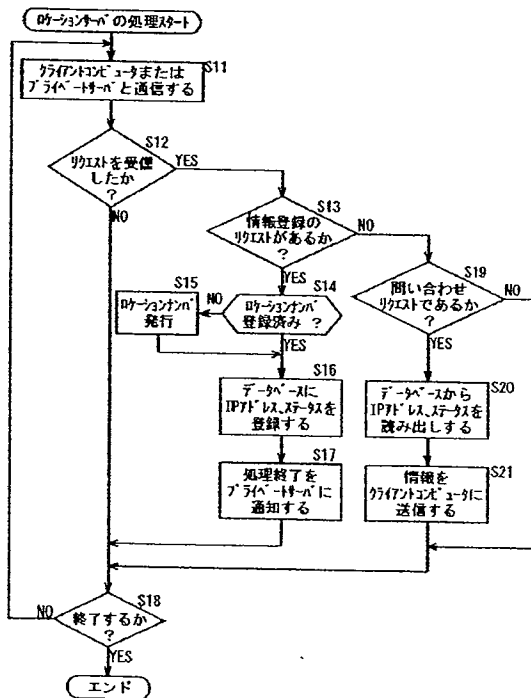 ロケーションサーバの処理スタート
S11
クライアントコンピュータまたは
プライベートサーバと通信する
S12
リクエストを受信
したか
?
YES
NO
S13
情報登録の
リクエストがあるか
?
NO
YES
S15
ロケーションナンバ
発行
NO
S14
ロケーションナンバ
登録済み ?
YES
S19
問い合わせ
リクエストであるか
?
NO
YES
S16
データベースに
IPアドレス、ステータスを
登録する
S20
データベースから
IPアドレス、ステータスを
読み出しする
S17
処理終了を
プライベートサーバに
通知する
S21
情報を
クライアントコンピュータに
送信する
S18
終了するか
?
NO
YES
エンド